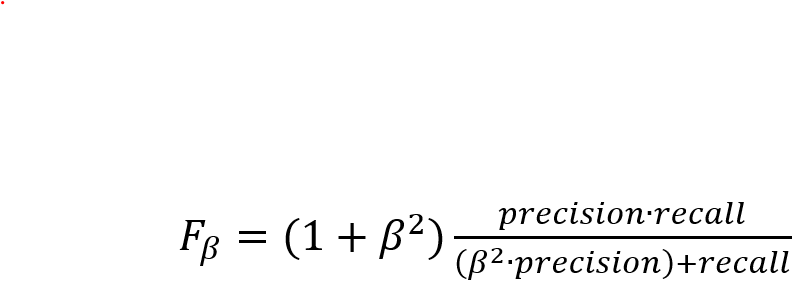 F_β = (1 + β²) precision·recall / (β²·precision)+recall